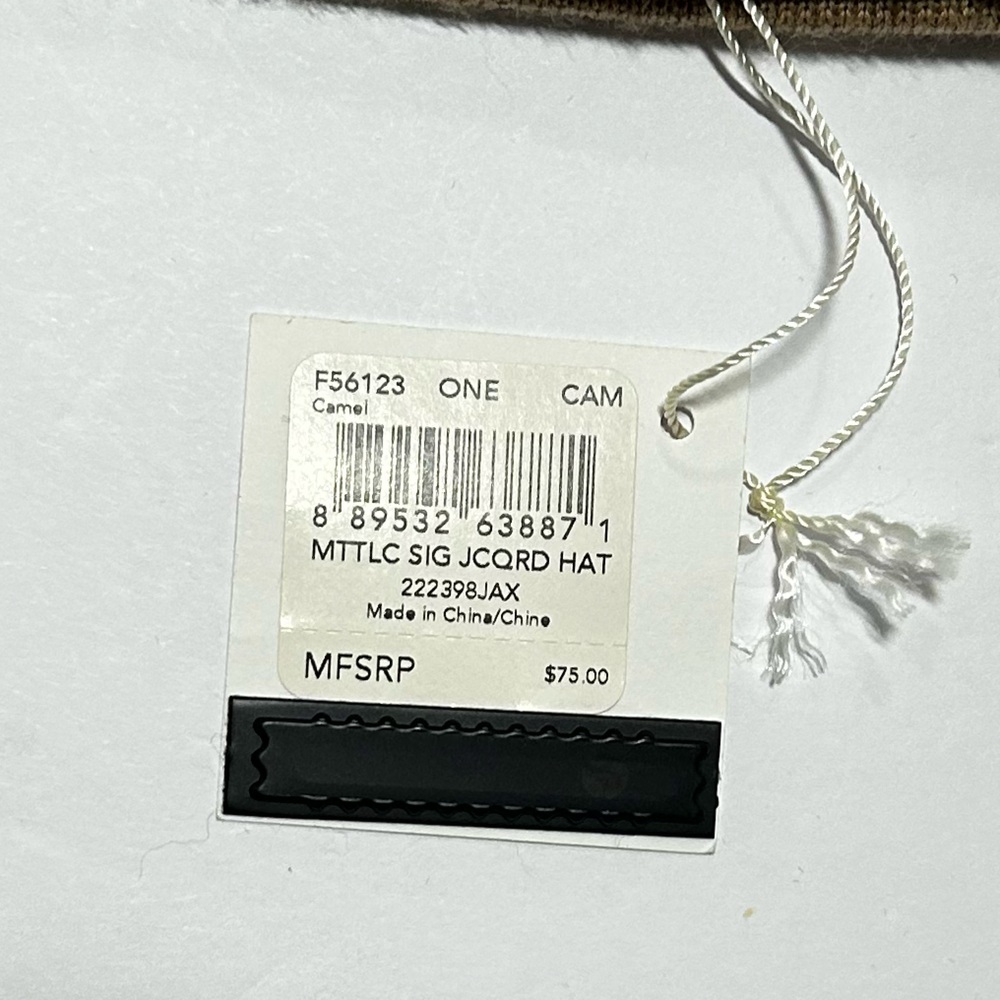 F56123 ONE CAM
Camel
8 89532 63887 1
MTTLC SIG JCQRD HAT
222398JAX
Made in China/Chine
MFSRP $75.00